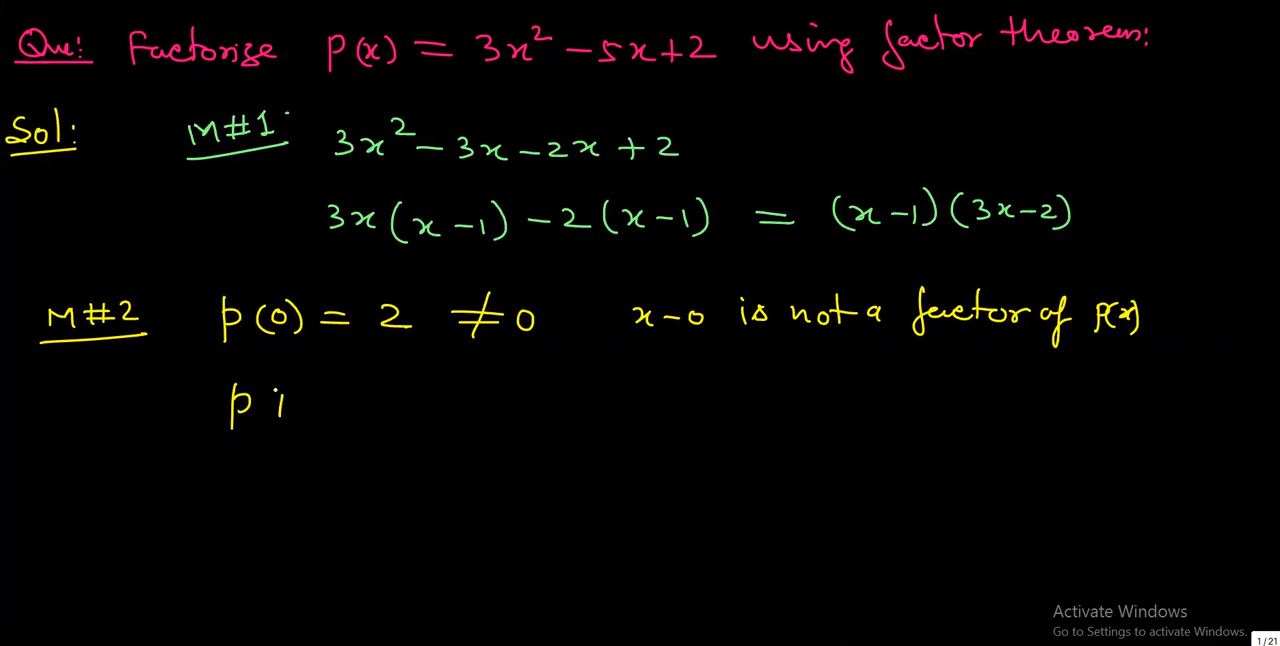 Que: Factorize P(x) = 3x² - 5x + 2 using factor theorem:
Sol: M#1: 3x² - 3x - 2x + 2
3x(x-1) - 2(x-1) = (x-1)(3x-2)
M#2 p(0) = 2 ≠ 0 x-0 is not a factor of P(x)
p i
Activate Windows
Go to Settings to activate Windows.
1/21